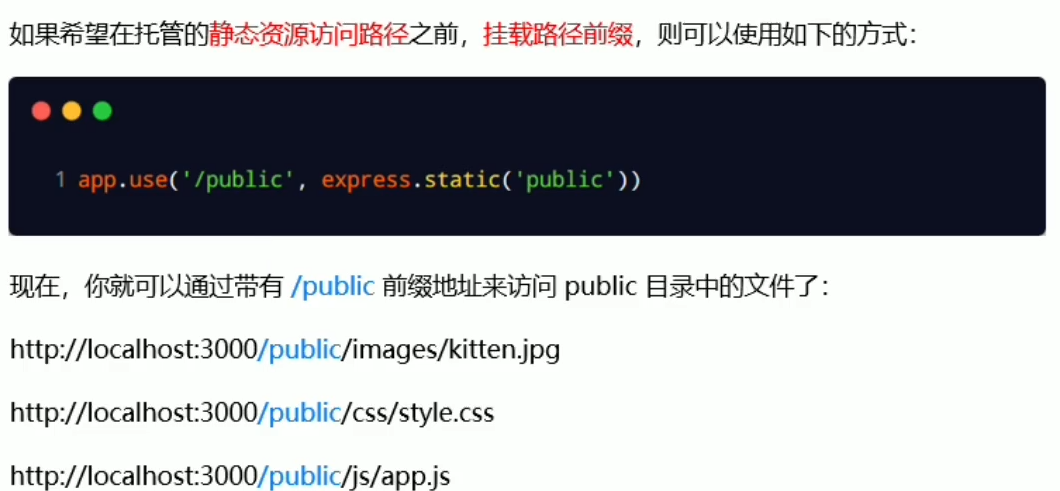 如果希望在托管的静态资源访问路径之前，挂载路径前缀，则可以使用如下的方式：
1 app.use('/public', express.static('public'))
现在，你就可以通过带有 /public 前缀地址来访问 public 目录中的文件了：
http://localhost:3000/public/images/kitten.jpg
http://localhost:3000/public/css/style.css
http://localhost:3000/public/js/app.js